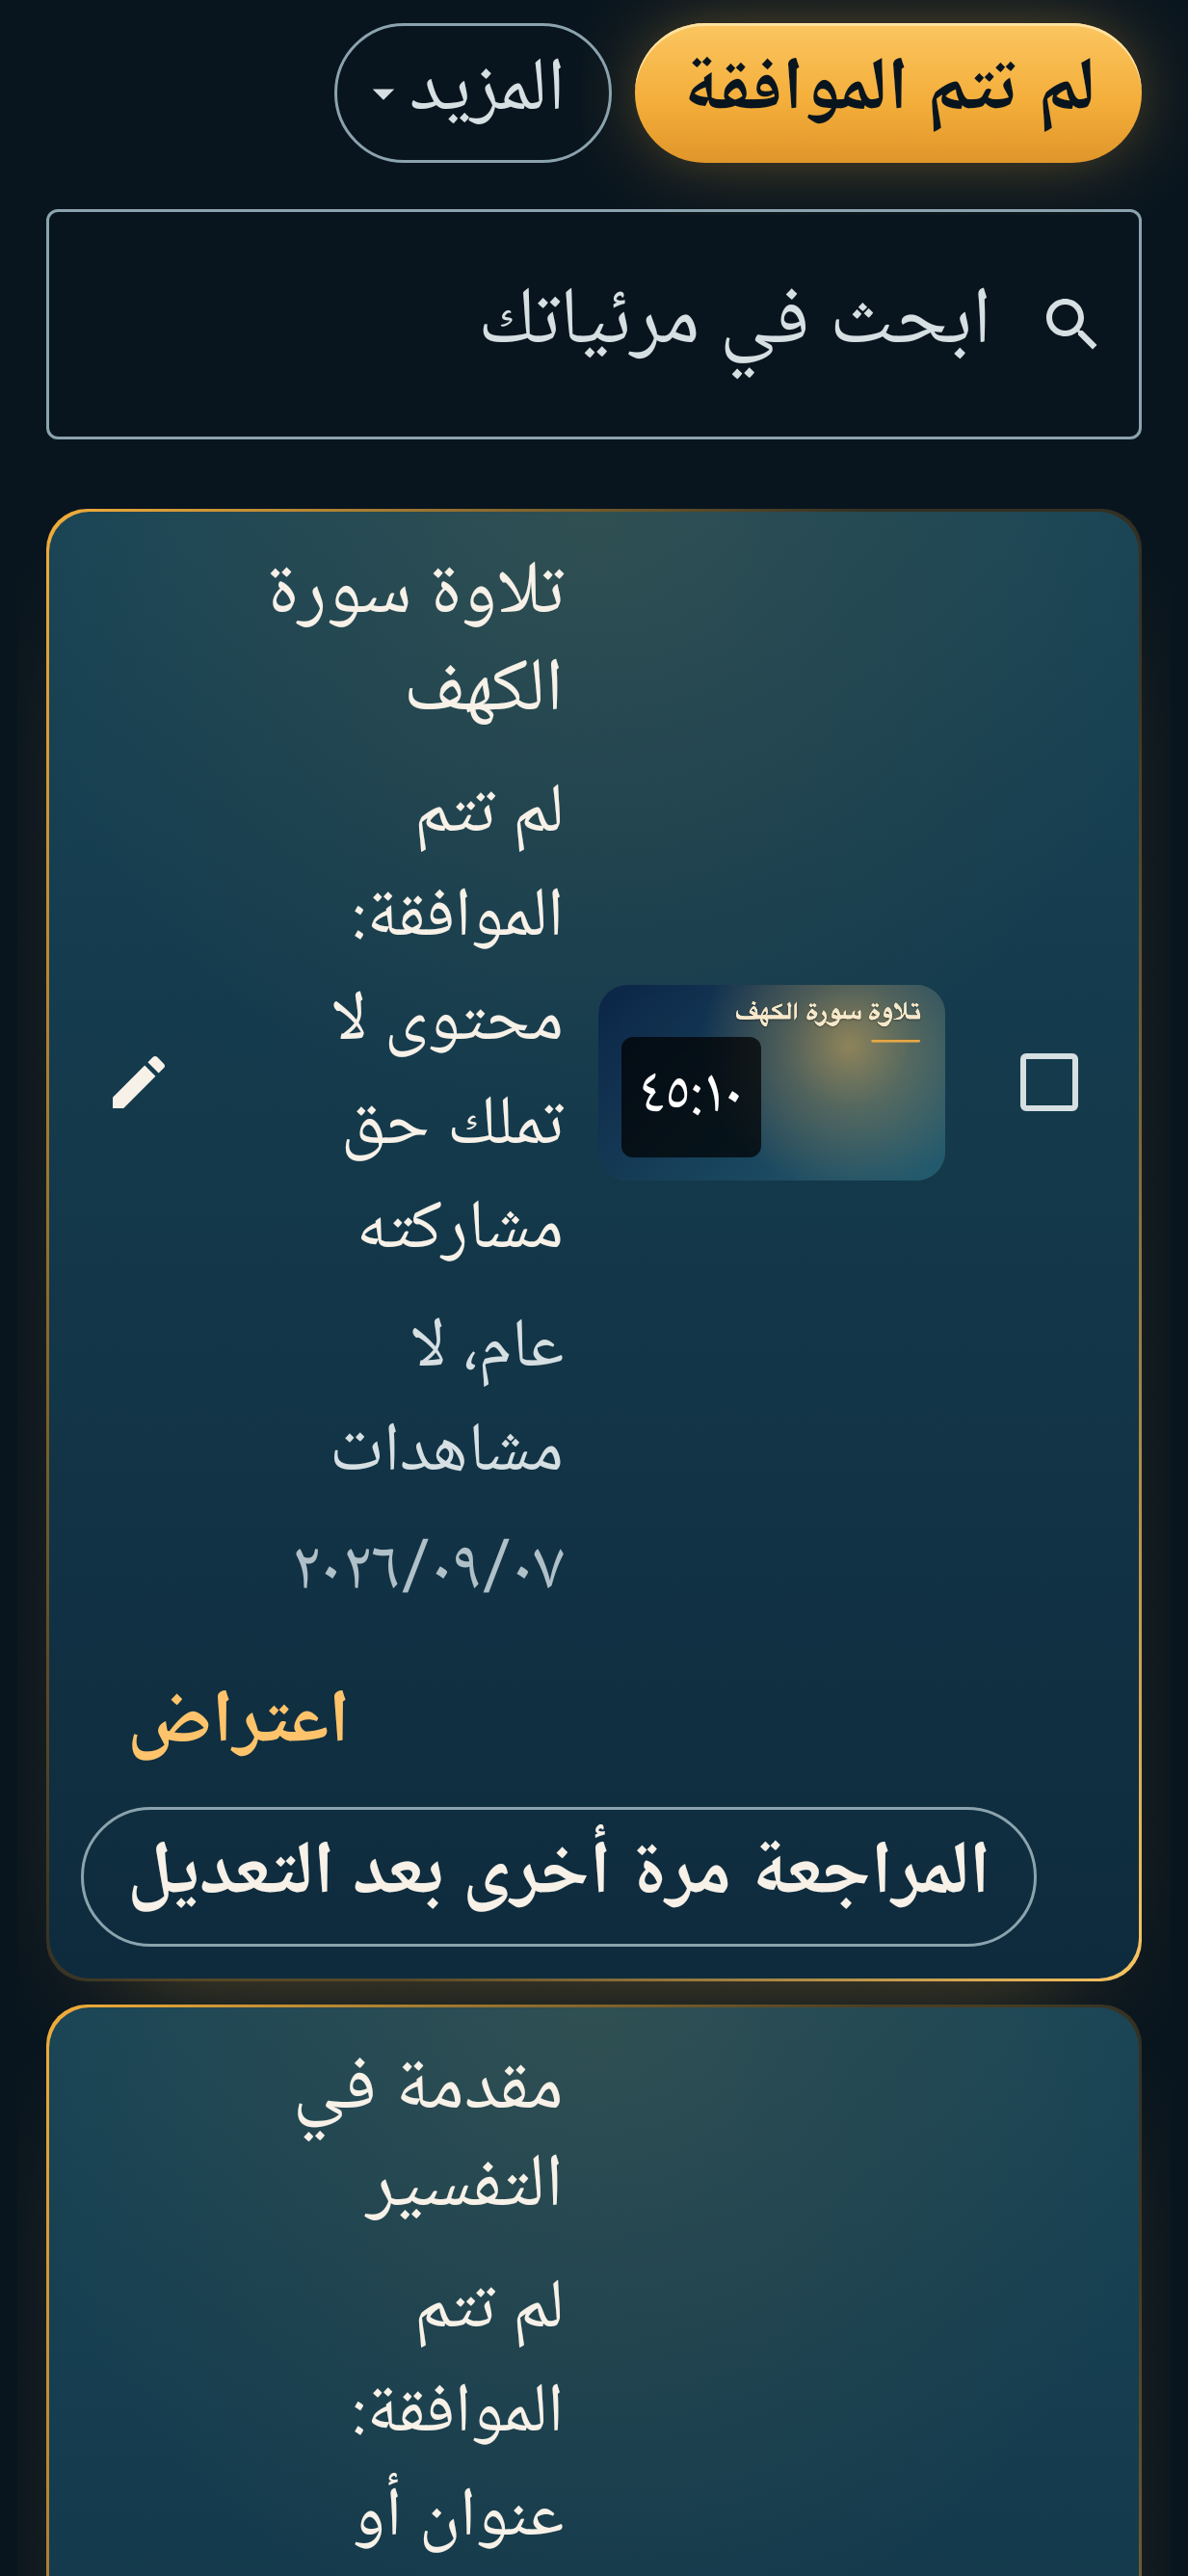 لم تتم الموافقة
المزيد
ابحث في مرئياتك
تلاوة سورة
الكهف
لم تتم
الموافقة:
محتوى لا
تملك حق
مشاركته
عام، لا
مشاهدات
٢٠٢٦/٠٩/٠٧
تلاوة سورة الكهف
٤٥:١٠
اعتراض
المراجعة مرة أخرى بعد التعديل
مقدمة في
التفسير
لم تتم
الموافقة:
عنوان أو